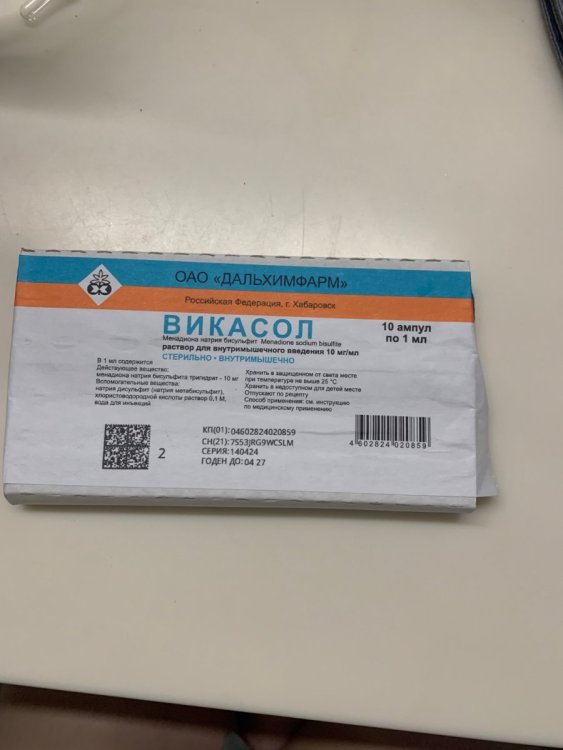 ОАО «ДАЛЬХИМФАРМ»
Российская Федерация, г. Хабаровск
ВИКАСОЛ
10 ампул
по 1 мл
Менадиона натрия бисульфит Menadione sodium bisulfite
раствор для внутримышечного введения 10 мг/мл
СТЕРИЛЬНО • ВНУТРИМЫШЕЧНО
В 1 мл содержится
Действующее вещество:
менадиона натрия бисульфита тригидрат - 10 мг
Вспомогательные вещества:
натрия дисульфит (натрия метабисульфит),
хлористоводородной кислоты раствор 0,1 М,
вода для инъекций
Хранить в защищенном от света месте
при температуре не выше 25 °С
Хранить в недоступном для детей месте
Отпускают по рецепту
Способ применения: см. инструкцию
по медицинскому применению
2
КП(01):04602824020859
СН(21):7S53JRG9WCSLM
СЕРИЯ:140424
ГОДЕН ДО:04 27
4 602824 020859